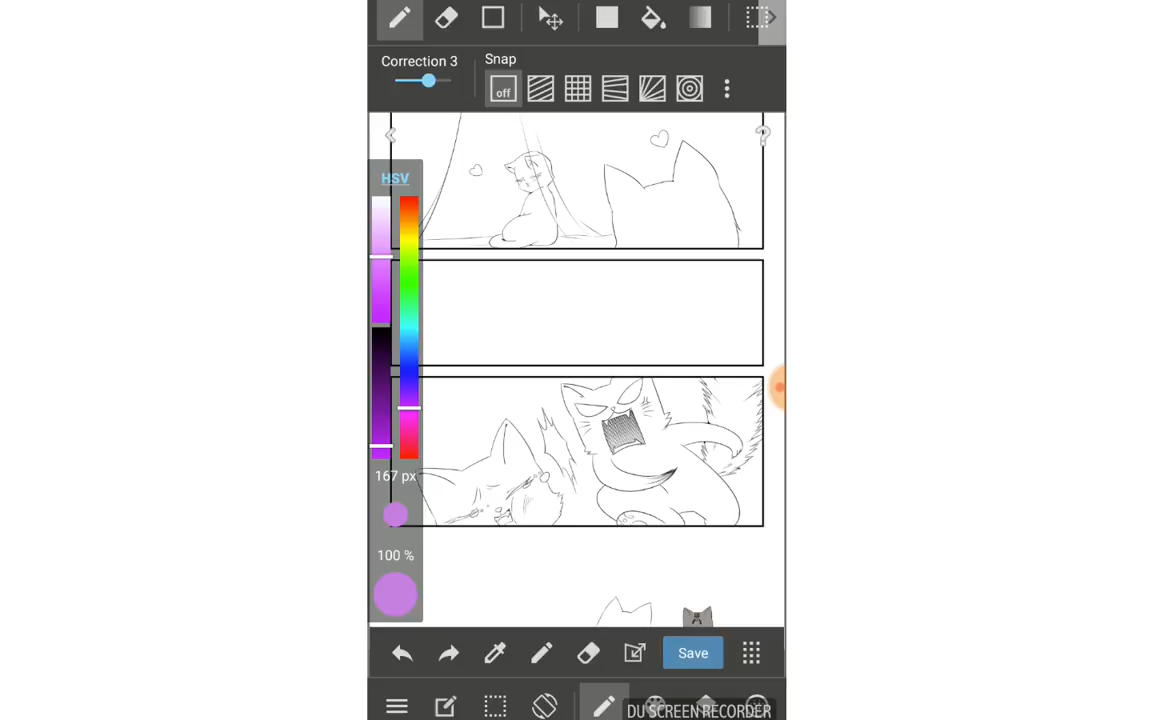 Correction 3
Snap
off
?
HSV
167 px
100 %
Save
DU SCREEN RECORDER